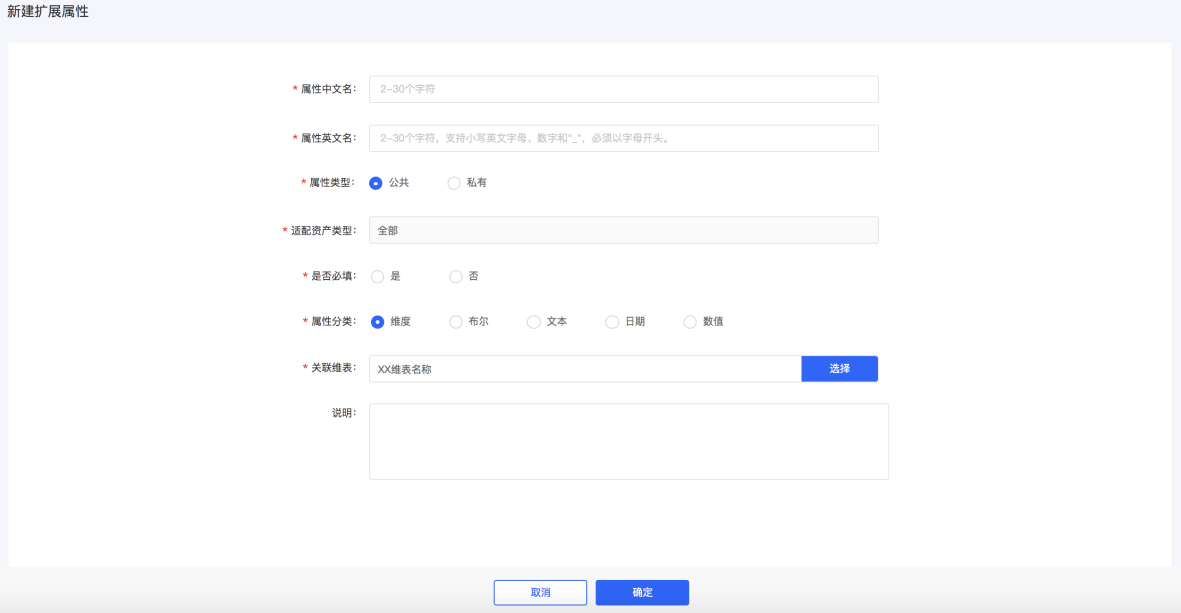 新建扩展属性
* 属性中文名: 2-30个字符
* 属性英文名: 2-30个字符，支持小写英文字母、数字和"_"，必须以字母开头。
* 属性类型: 公共 私有
* 适配资产类型: 全部
* 是否必填: 是 否
* 属性分类: 维度 布尔 文本 日期 数值
* 关联维表: XX维表名称 选择
说明:
取消 确定